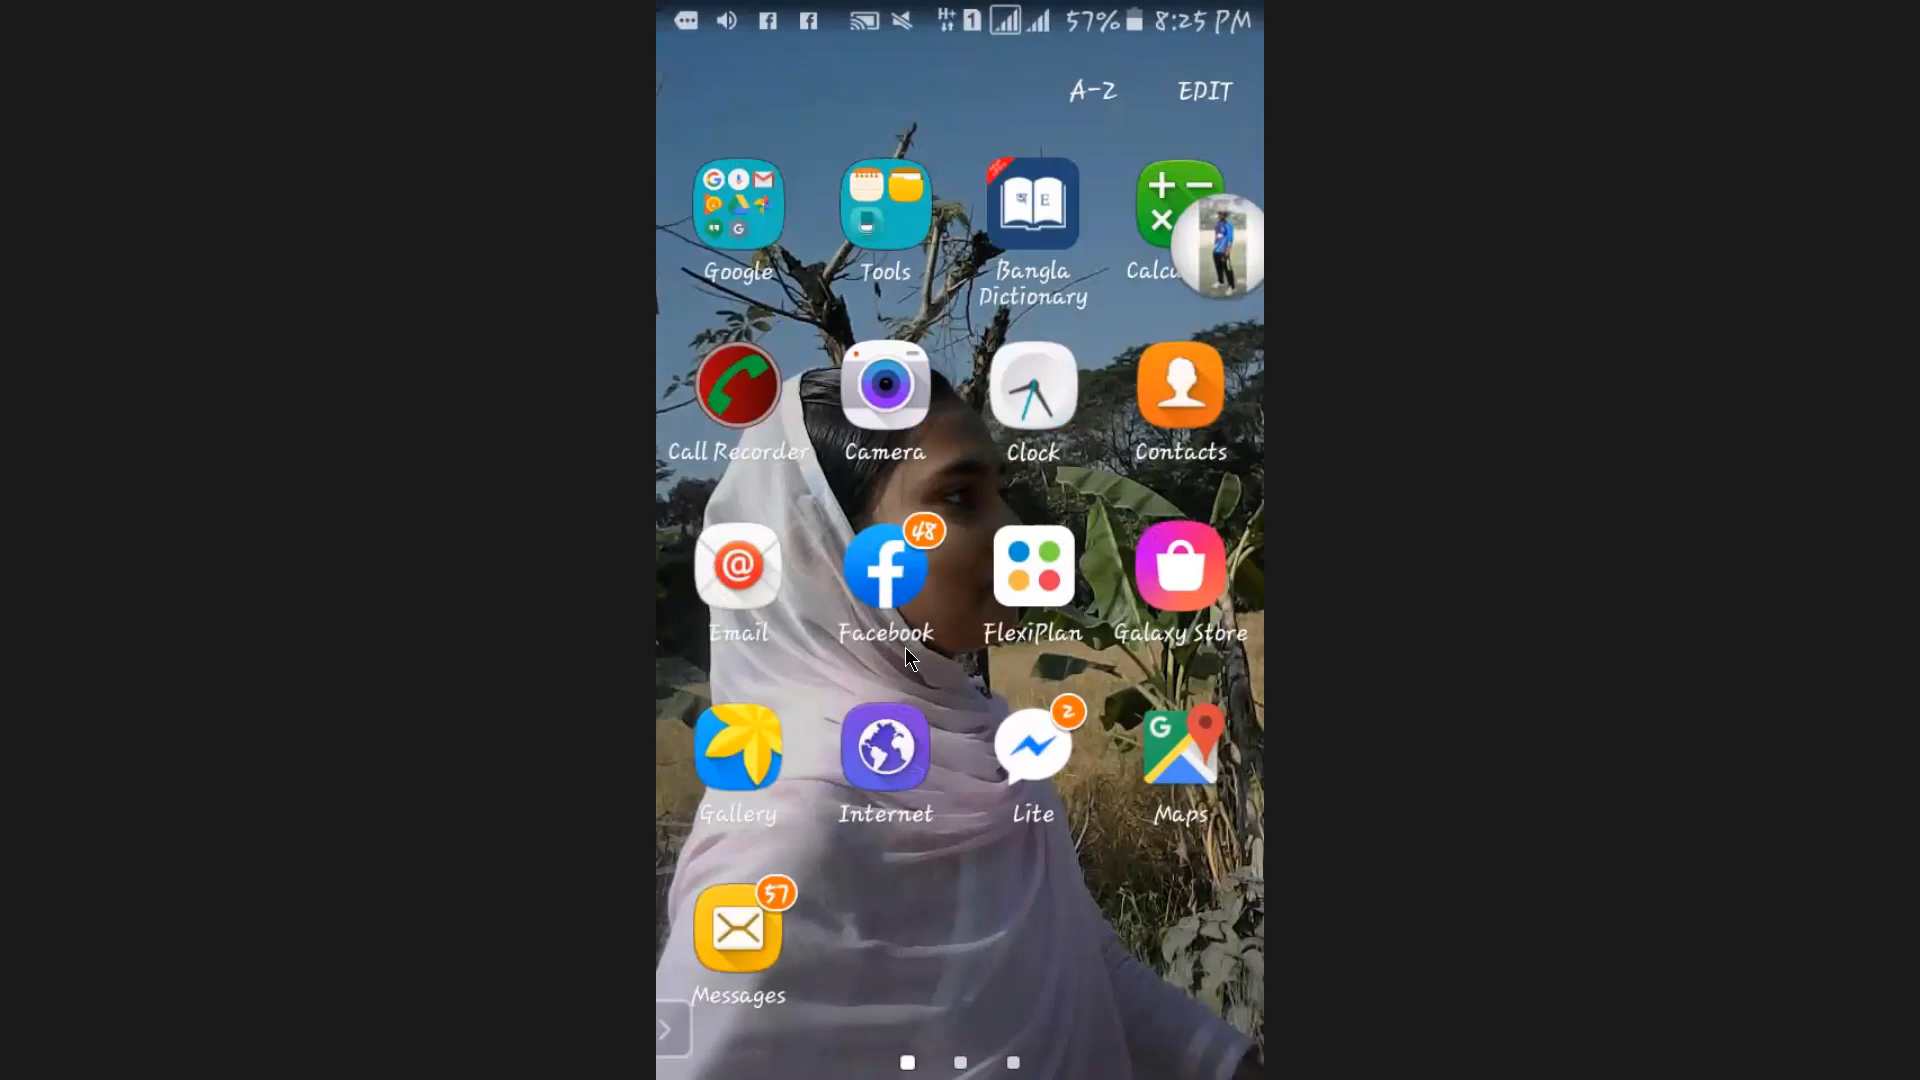 57% 8:25 PM
A-Z EDIT
Google Tools Bangla Dictionary
Call Recorder Camera Clock Contacts
48
Email Facebook FlexiPlan Galaxy Store
2
Gallery Internet Lite Maps
57
Messages